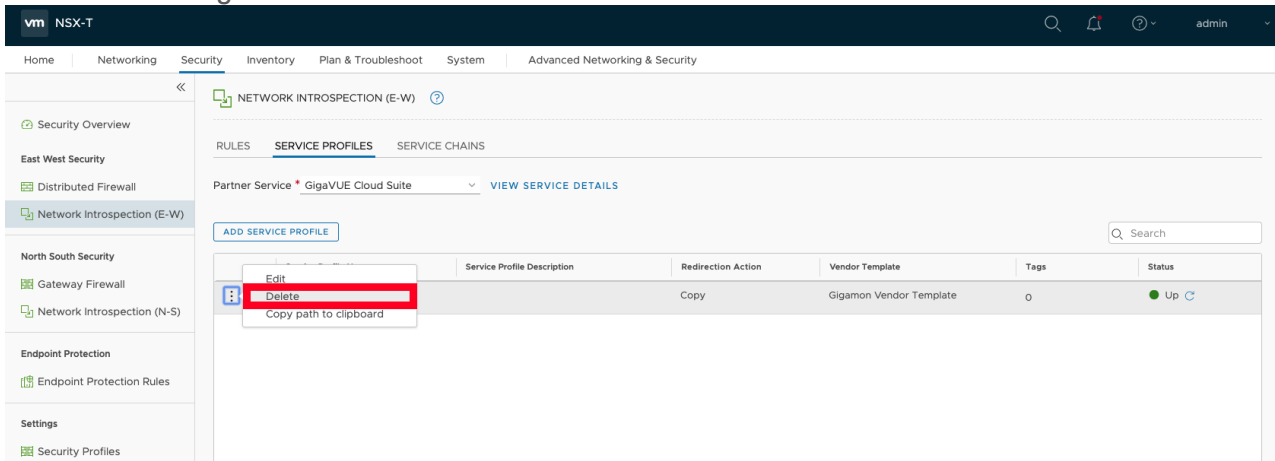 vm NSX-T admin
Home Networking Security Inventory Plan & Troubleshoot System Advanced Networking & Security
NETWORK INTROSPECTION (E-W)
Security Overview
RULES SERVICE PROFILES SERVICE CHAINS
East West Security
Distributed Firewall
Partner Service * GigaVUE Cloud Suite VIEW SERVICE DETAILS
Network Introspection (E-W)
ADD SERVICE PROFILE Search
North South Security
Service Profile Description Redirection Action Vendor Template Tags Status
Edit
Gateway Firewall
Delete Copy Gigamon Vendor Template 0 Up
Network Introspection (N-S)
Copy path to clipboard
Endpoint Protection
Endpoint Protection Rules
Settings
Security Profiles